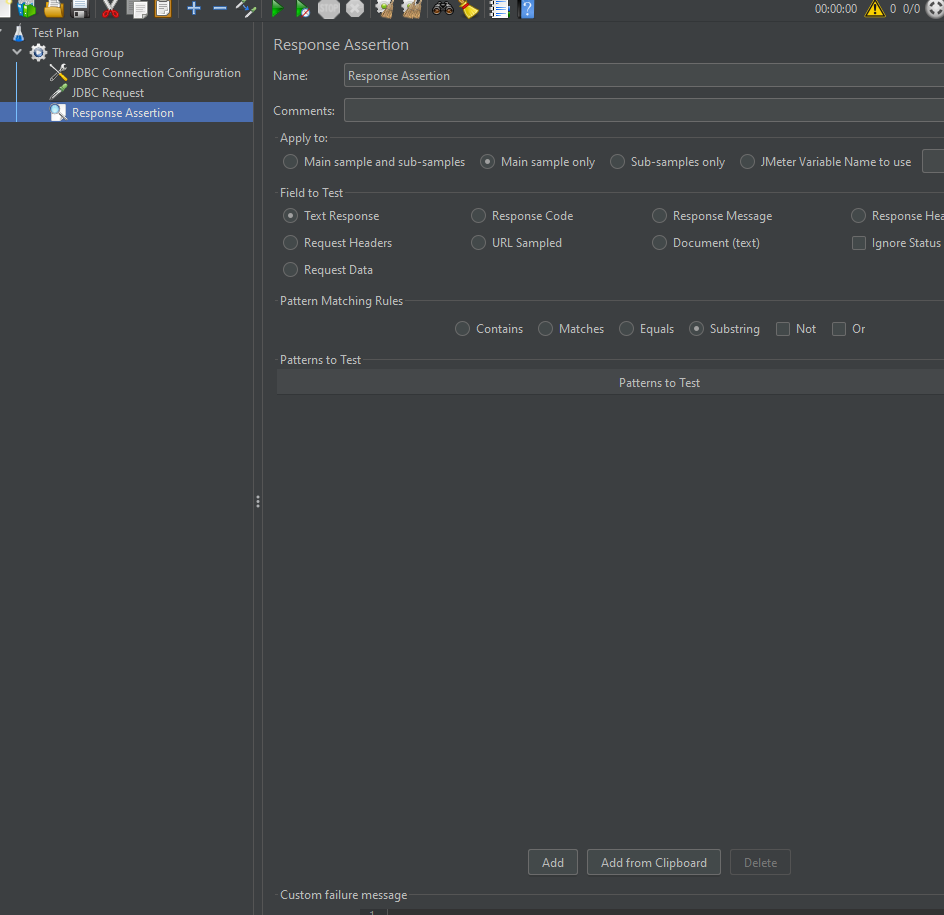 00:00:00 0 0/0
Test Plan
Thread Group
JDBC Connection Configuration
JDBC Request
Response Assertion
Response Assertion
Name: Response Assertion
Comments:
Apply to:
Main sample and sub-samples Main sample only Sub-samples only JMeter Variable Name to use
Field to Test
Text Response Response Code Response Message Response Hea
Request Headers URL Sampled Document (text) Ignore Status
Request Data
Pattern Matching Rules
Contains Matches Equals Substring Not Or
Patterns to Test
Patterns to Test
Add Add from Clipboard Delete
Custom failure message
1